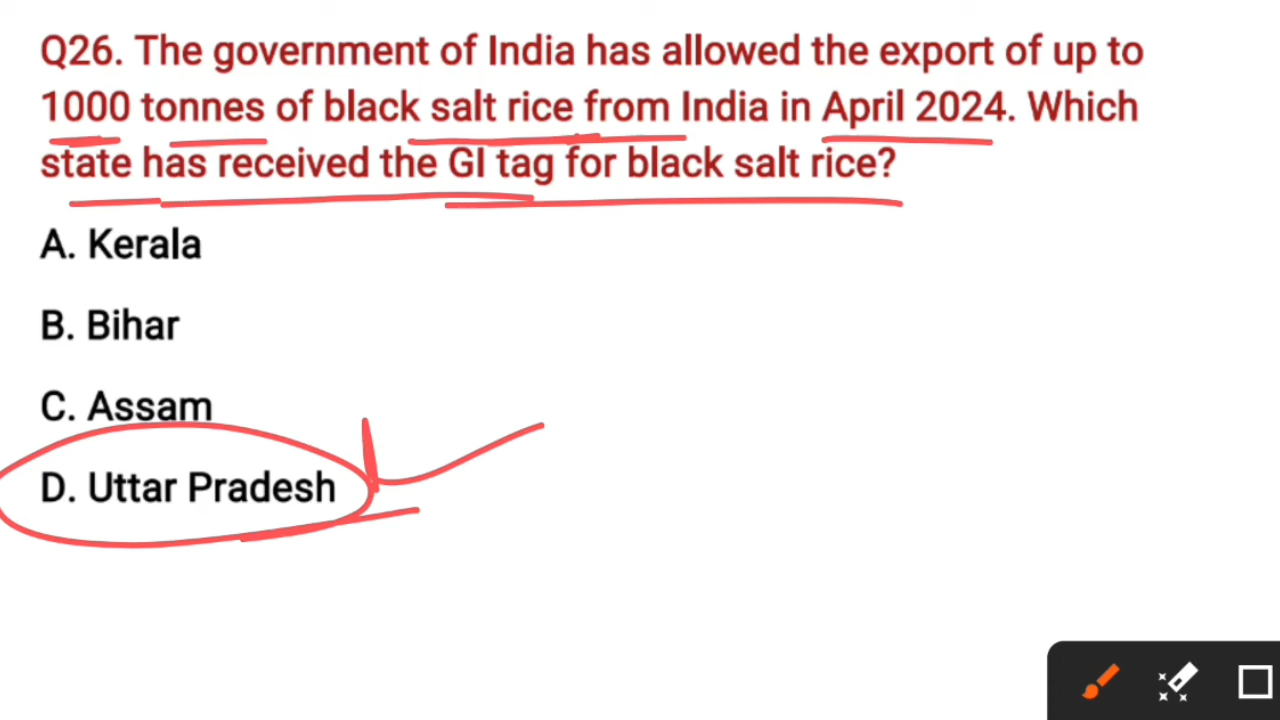 Q26. The government of India has allowed the export of up to
1000 tonnes of black salt rice from India in April 2024. Which
state has received the GI tag for black salt rice?
A. Kerala
B. Bihar
C. Assam
D. Uttar Pradesh